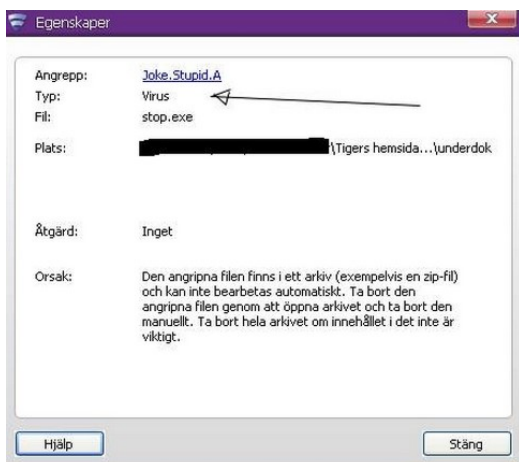 Egenskaper
Angrepp: Joke.Stupid.A
Typ: Virus
Fil: stop.exe
Plats: \Tigers hemsida...\underdok
Åtgärd: Inget
Orsak: Den angripna filen finns i ett arkiv (exempelvis en zip-fil)
och kan inte bearbetas automatiskt. Ta bort den
angripna filen genom att öppna arkivet och ta bort den
manuellt. Ta bort hela arkivet om innehållet i det inte är
viktigt.
Hjälp
Stäng